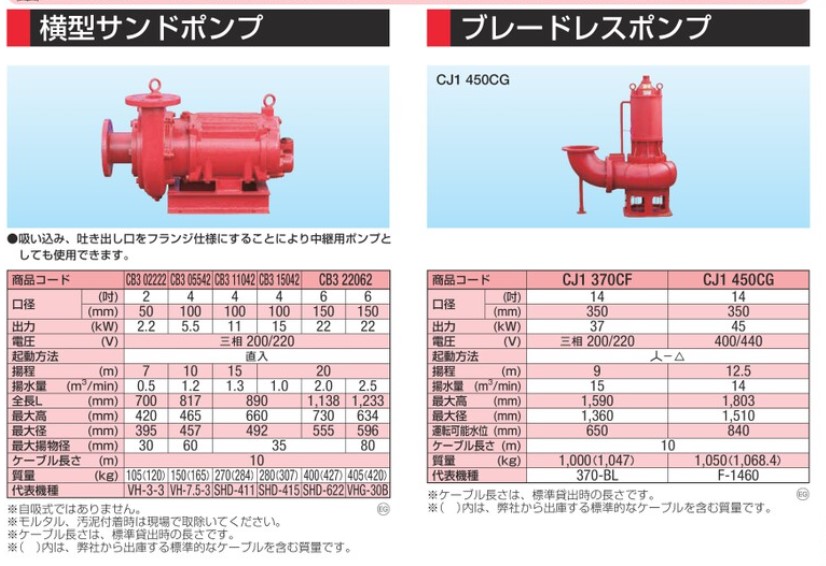 横型サンドポンプ
●吸い込み、吐き出し口をフランジ仕様にすることにより中継用ポンプと
しても使用できます。
商品コード CB3 02222 CB3 05542 CB3 11042 CB3 15042 CB3 22062
口径 (吋) 2 4 4 4 6 6
(mm) 50 100 100 100 150 150
出力 (kW) 2.2 5.5 11 15 22 22
電圧 (V) 三相 200/220
起動方法 直入
揚程 (m) 7 10 15 20
揚水量 (m³/min) 0.5 1.2 1.3 1.0 2.0 2.5
全長L (mm) 700 817 890 1,138 1,233
最大高 (mm) 420 465 660 730 634
最大径 (mm) 395 457 492 555 596
最大揚物径 (mm) 30 60 35 80
ケーブル長さ (m) 10
質量 (kg) 105(120) 150(165) 270(284) 280(307) 400(427) 405(420)
代表機種 VH-3-3 VH-7.5-3 SHD-411 SHD-415 SHD-622 VHG-30B
※自吸式ではありません。
※モルタル、汚泥付着時は現場で取除いてください。
※ケーブル長さは、標準貸出時の長さです。
※( )内は、弊社から出庫する標準的なケーブルを含む質量です。
EG
ブレードレスポンプ
CJ1 450CG
商品コード CJ1 370CF CJ1 450CG
口径 (吋) 14 14
(mm) 350 350
出力 (kW) 37 45
電圧 (V) 三相 200/220 400/440
起動方法 人−△
揚程 (m) 9 12.5
揚水量 (m³/min) 15 14
最大高 (mm) 1,590 1,803
最大径 (mm) 1,360 1,510
運転可能水位 (mm) 650 840
ケーブル長さ (m) 10
質量 (kg) 1,000(1,047) 1,050(1,068.4)
代表機種 370-BL F-1460
※ケーブル長さは、標準貸出時の長さです。
※( )内は、弊社から出庫する標準的なケーブルを含む質量です。
EG